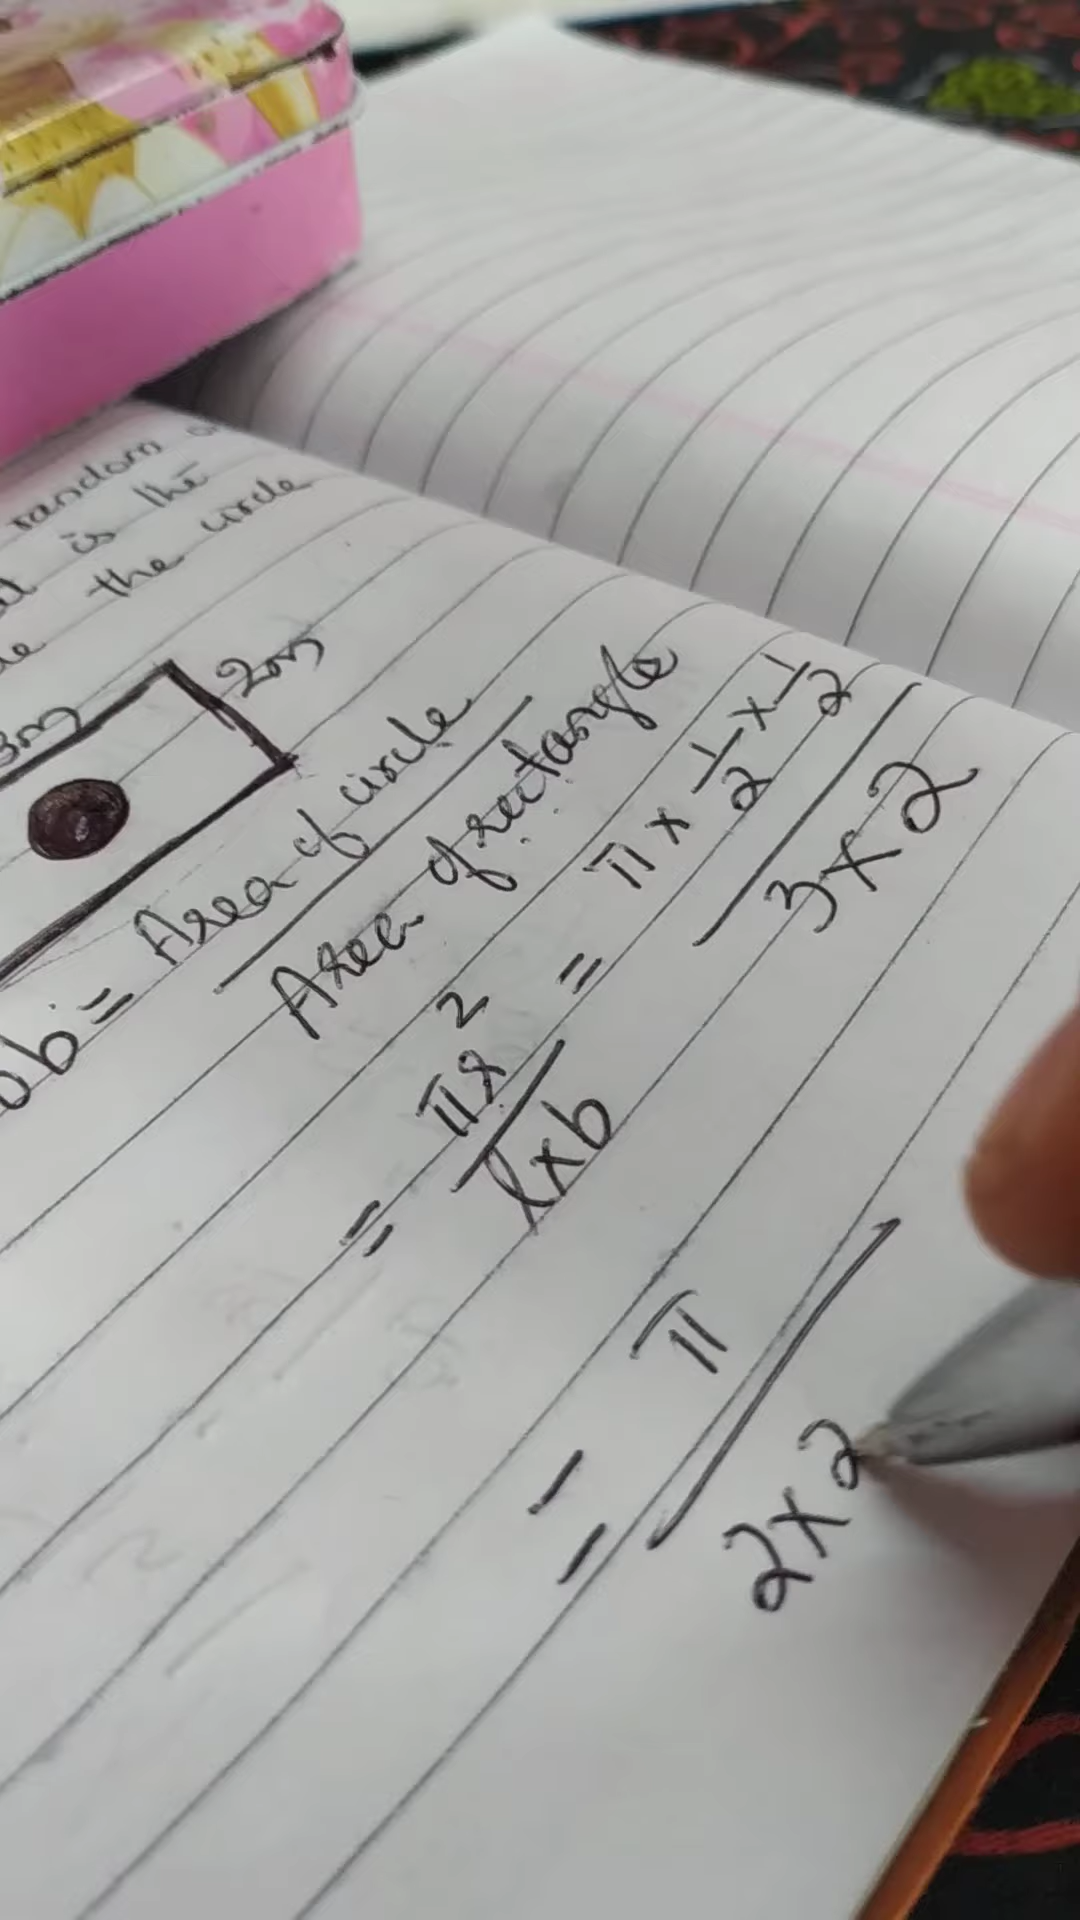 random
is the
the circle
3m
2m
= Area of circle
Area of rectangle
= πr²
l×b
= π × 1/2 × 1/2
3×2
= π
2×2